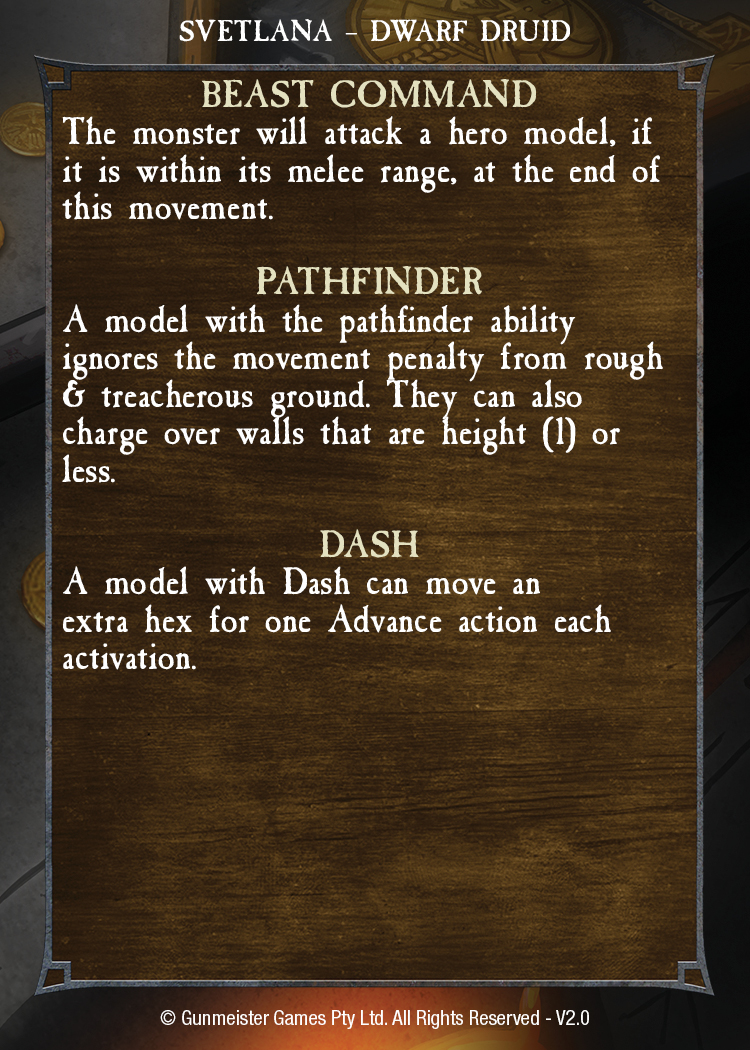 SVETLANA – DWARF DRUID
BEAST COMMAND
The monster will attack a hero model, if
it is within its melee range, at the end of
this movement.
PATHFINDER
A model with the pathfinder ability
ignores the movement penalty from rough
& treacherous ground. They can also
charge over walls that are height (1) or
less.
DASH
A model with Dash can move an
extra hex for one Advance action each
activation.
© Gunmeister Games Pty Ltd. All Rights Reserved - V2.0